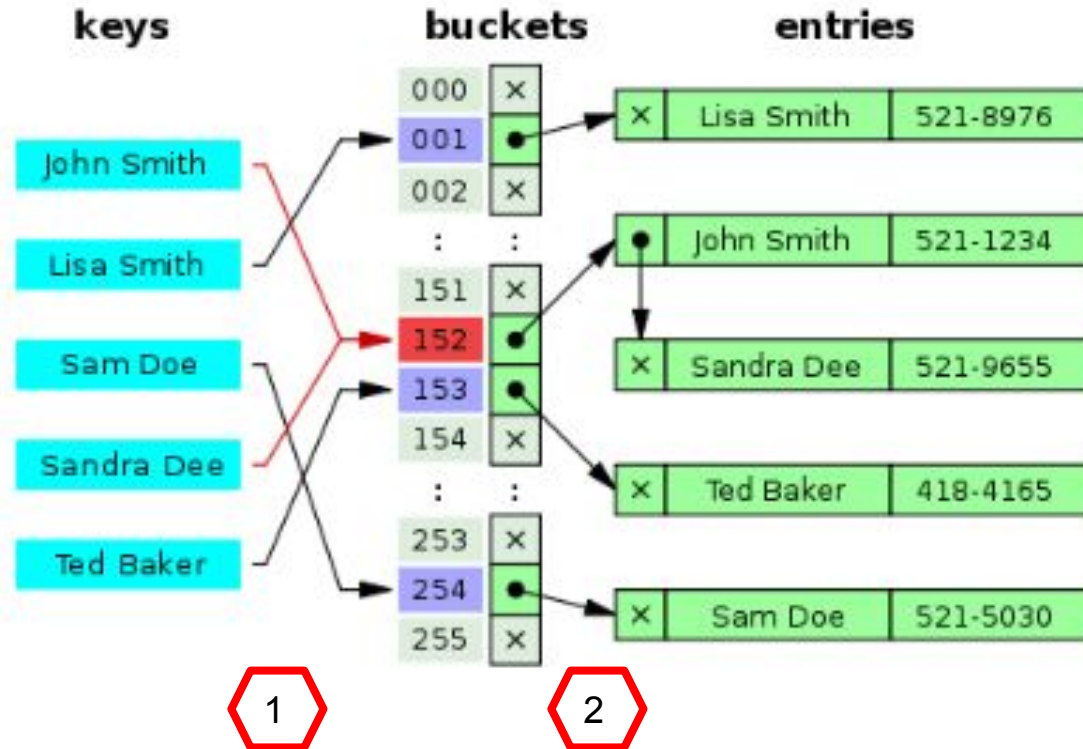 keys buckets entries
000 ×
Lisa Smith 521-8976
001
John Smith
002 ×
John Smith 521-1234
: :
Lisa Smith
151 ×
152
Sam Doe
× Sandra Dee 521-9655
153
154 ×
Sandra Dee
: :
× Ted Baker 418-4165
253 ×
Ted Baker
254
× Sam Doe 521-5030
255 ×
1 2